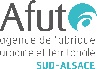 Afut
agence de fabrique
urbaine et territoriale
SUD-ALSACE